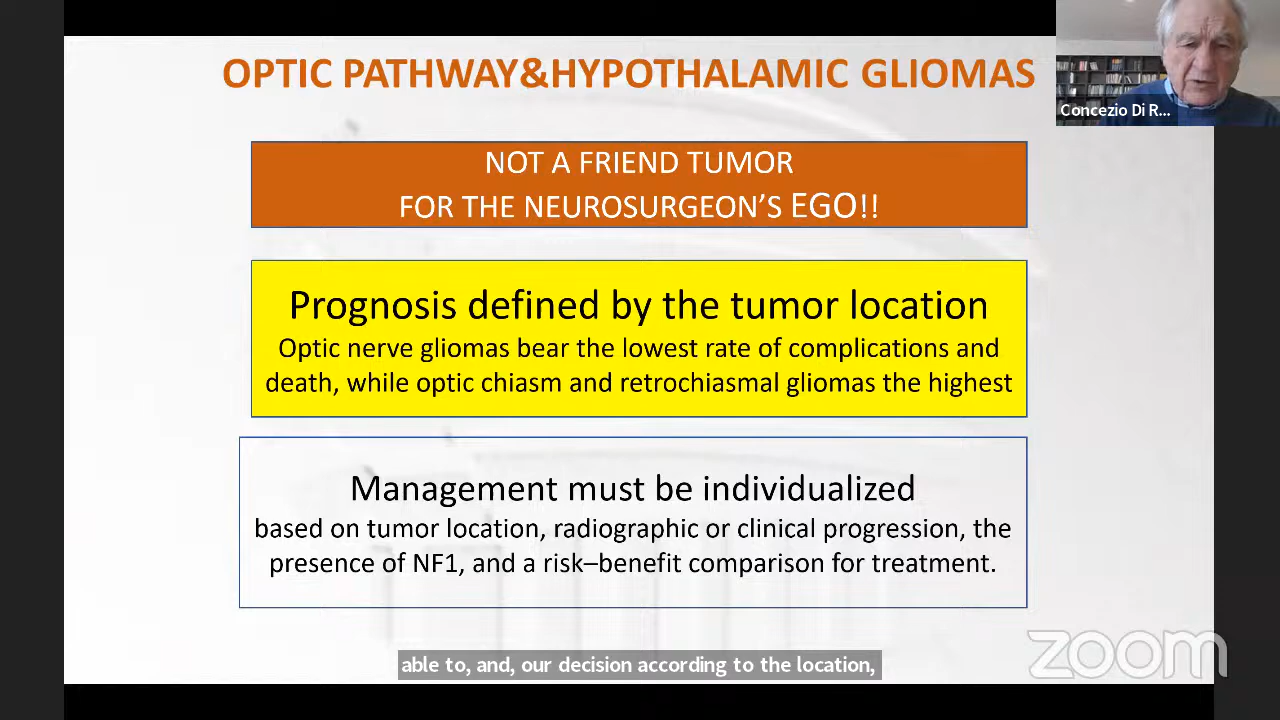 OPTIC PATHWAY&HYPOTHALAMIC GLIOMAS
Concezio Di R...
NOT A FRIEND TUMOR
FOR THE NEUROSURGEON’S EGO!!
Prognosis defined by the tumor location
Optic nerve gliomas bear the lowest rate of complications and
death, while optic chiasm and retrochiasmal gliomas the highest
Management must be individualized
based on tumor location, radiographic or clinical progression, the
presence of NF1, and a risk–benefit comparison for treatment.
able to, and, our decision according to the location,
zoom